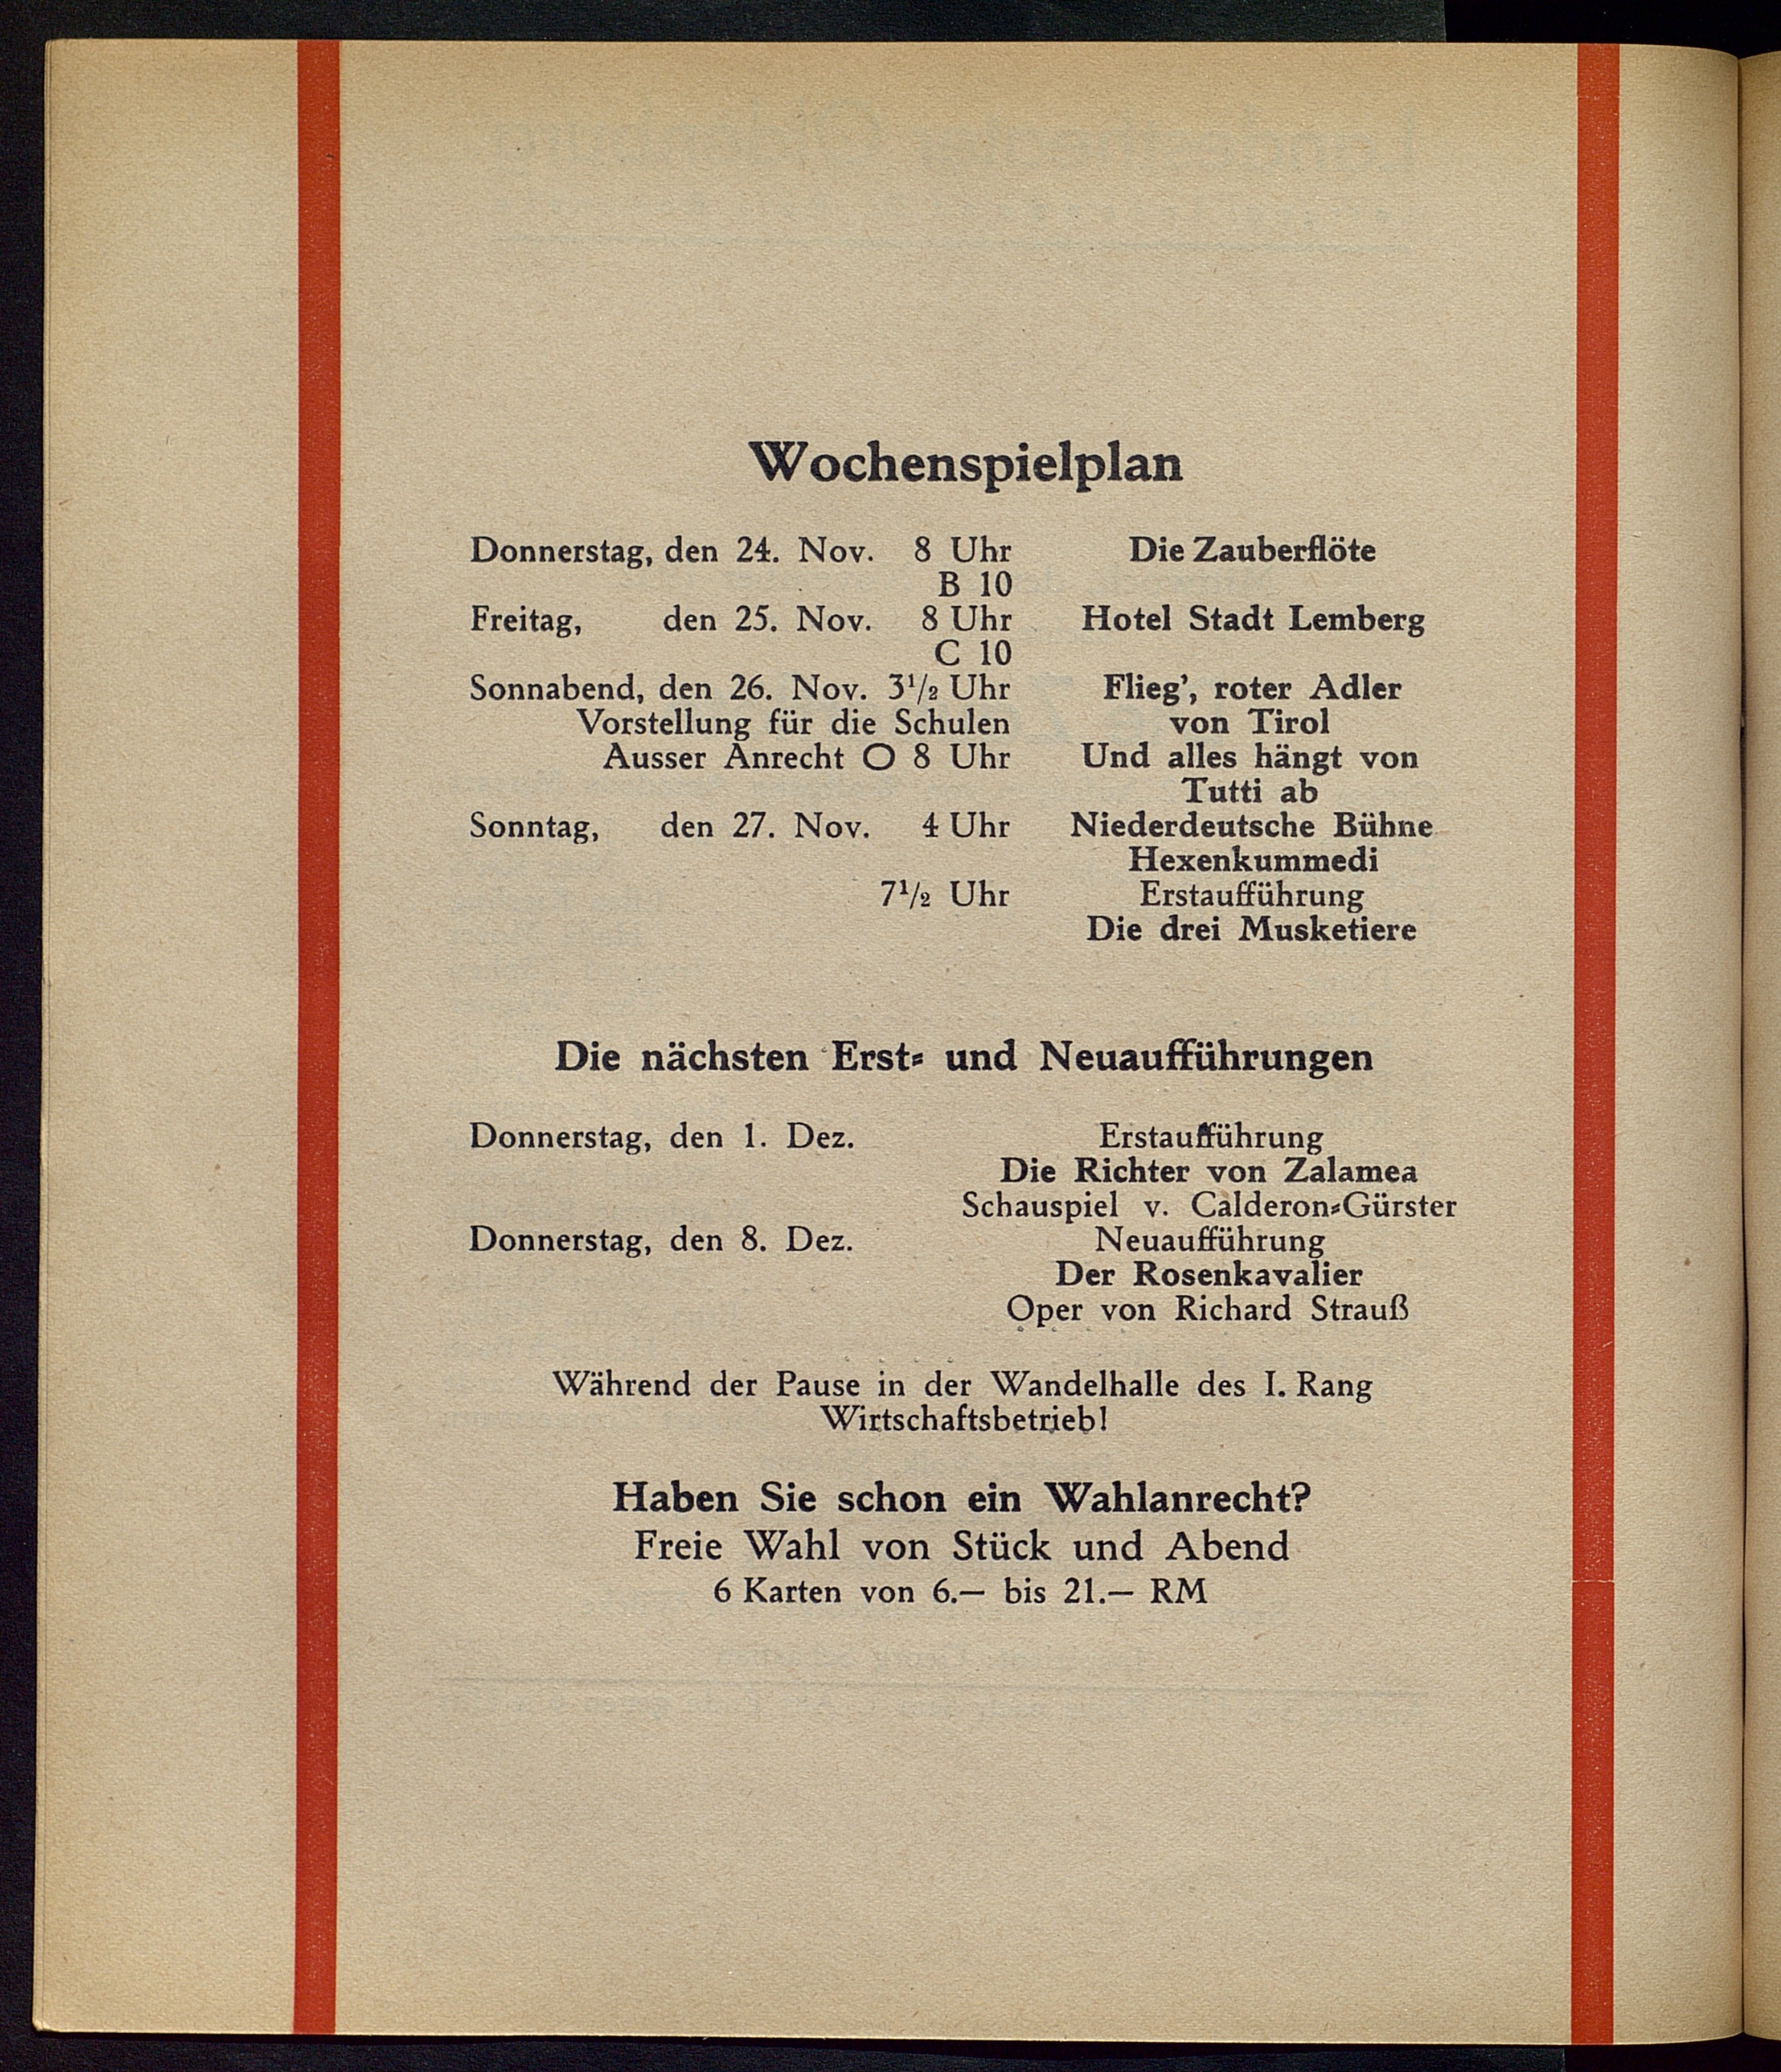 Wochenspielplan
Donnerstag, den 24. Nov. 8 Uhr Die Zauberflöte
B 10
Freitag, den 25. Nov. 8 Uhr Hotel Stadt Lemberg
C 10
Sonnabend, den 26. Nov. 3½ Uhr Flieg', roter Adler
Vorstellung für die Schulen von Tirol
Ausser Anrecht O 8 Uhr Und alles hängt von
Tutti ab
Sonntag, den 27. Nov. 4 Uhr Niederdeutsche Bühne
Hexenkummedi
7½ Uhr Erstaufführung
Die drei Musketiere
Die nächsten Erst- und Neuaufführungen
Donnerstag, den 1. Dez. Erstaufführung
Die Richter von Zalamea
Schauspiel v. Calderon-Gürster
Donnerstag, den 8. Dez. Neuaufführung
Der Rosenkavalier
Oper von Richard Strauß
Während der Pause in der Wandelhalle des I. Rang
Wirtschaftsbetrieb!
Haben Sie schon ein Wahlanrecht?
Freie Wahl von Stück und Abend
6 Karten von 6.— bis 21.— RM